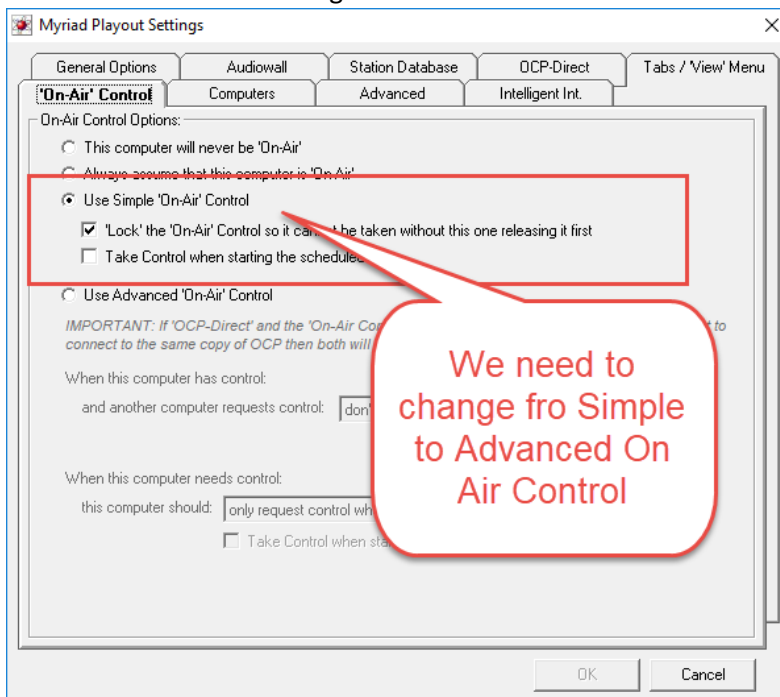 Myriad Playout Settings
General Options
Audiowall
Station Database
OCP-Direct
Tabs / 'View' Menu
'On-Air' Control
Computers
Advanced
Intelligent Int.
On-Air Control Options:
This computer will never be 'On-Air'
Always assume that this computer is 'On Air'
Use Simple 'On-Air' Control
'Lock' the 'On-Air' Control so it cannot be taken without this one releasing it first
Take Control when starting the scheduled
Use Advanced 'On-Air' Control
IMPORTANT: If 'OCP-Direct' and the 'On-Air Co to
connect to the same copy of OCP then both will
When this computer has control:
and another computer requests control: don'
When this computer needs control:
this computer should: only request control wh
Take Control when sta
We need to
change fro Simple
to Advanced On
Air Control
OK
Cancel